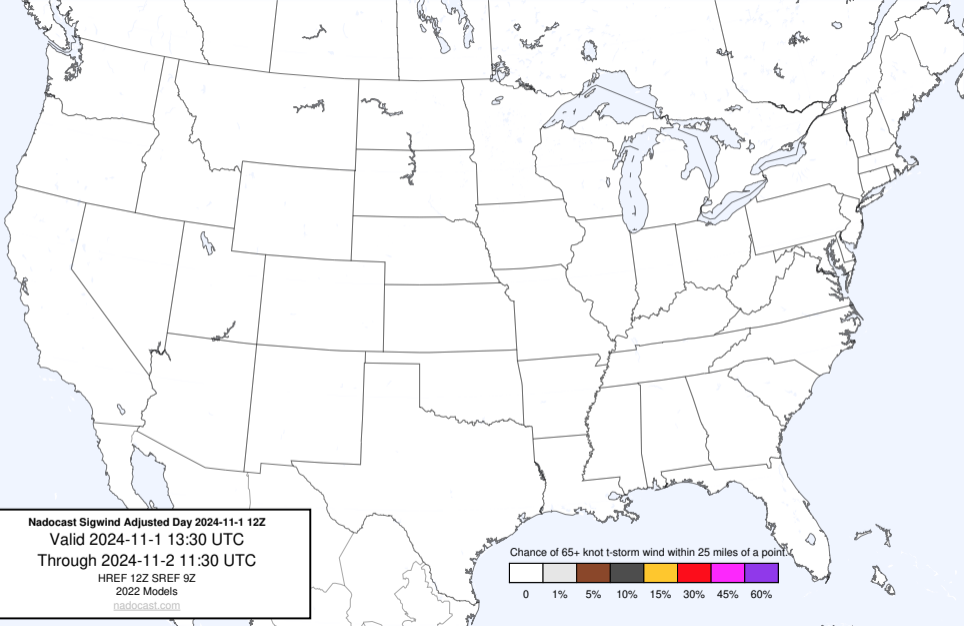 Nadocast Sigwind Adjusted Day 2024-11-1 12Z
Valid 2024-11-1 13:30 UTC
Through 2024-11-2 11:30 UTC
HREF 12Z SREF 9Z
2022 Models
nadocast.com
Chance of 65+ knot t-storm wind within 25 miles of a point.
0 1% 5% 10% 15% 30% 45% 60%